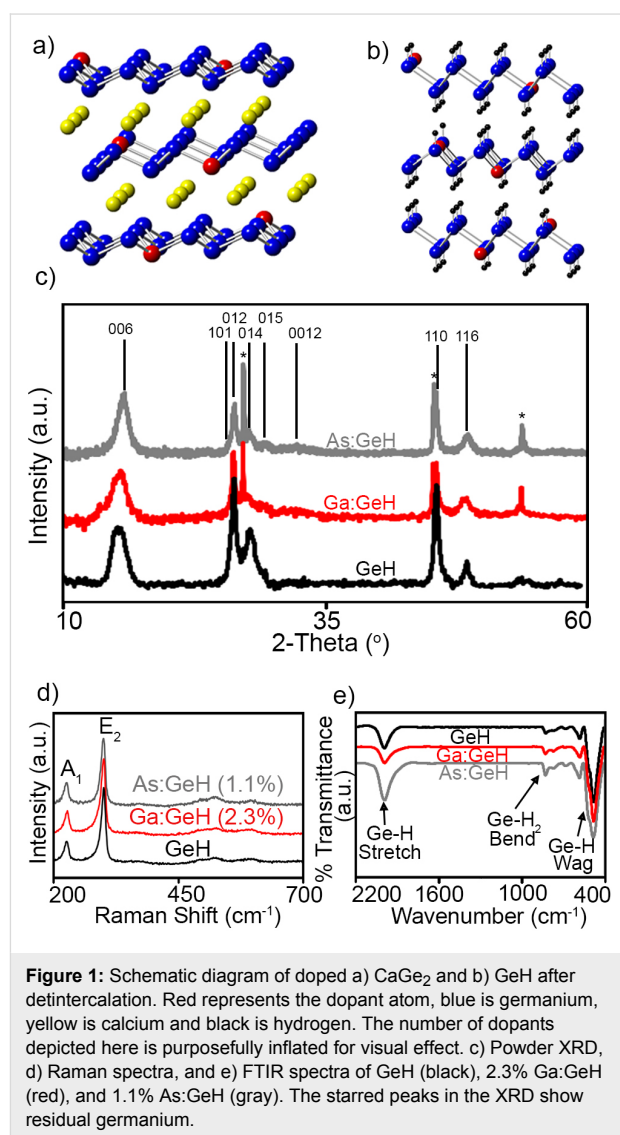 a)
b)
c)
006
101
012
014
015
0012
110
116
*
*
*
As:GeH
Ga:GeH
GeH
Intensity (a.u.)
10
35
60
2-Theta (°)
d)
A1
E2
As:GeH (1.1%)
Ga:GeH (2.3%)
GeH
Intensity (a.u.)
200
450
700
Raman Shift (cm-1)
e)
GeH
Ga:GeH
As:GeH
Ge-H
Stretch
Ge-H2
Bend
Ge-H
Wag
% Transmittance
(a.u.)
2200
1600
1000
400
Wavenumber (cm-1)
Figure 1: Schematic diagram of doped a) CaGe2 and b) GeH after
detintercalation. Red represents the dopant atom, blue is germanium,
yellow is calcium and black is hydrogen. The number of dopants
depicted here is purposefully inflated for visual effect. c) Powder XRD,
d) Raman spectra, and e) FTIR spectra of GeH (black), 2.3% Ga:GeH
(red), and 1.1% As:GeH (gray). The starred peaks in the XRD show
residual germanium.